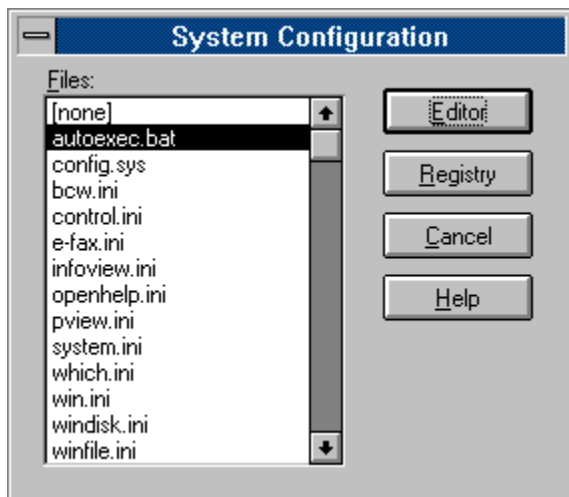 System Configuration
Files:
[none]
autoexec.bat
config.sys
bcw.ini
control.ini
e-fax.ini
infoview.ini
openhelp.ini
pview.ini
system.ini
which.ini
win.ini
windisk.ini
winfile.ini
Editor
Registry
Cancel
Help